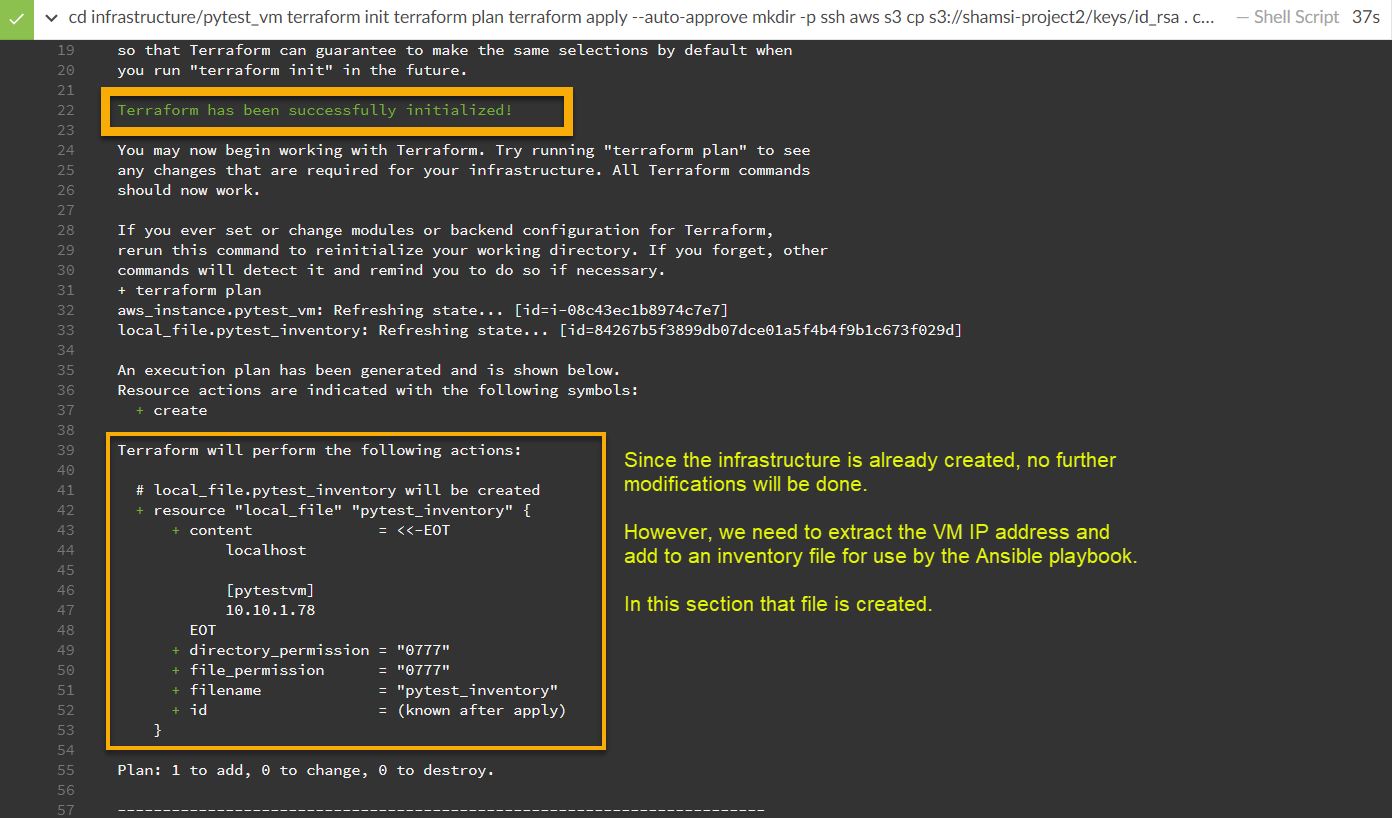 cd infrastructure/pytest_vm terraform init terraform plan terraform apply --auto-approve mkdir -p ssh aws s3 cp s3://shamsi-project2/keys/id_rsa . c... — Shell Script 37s
19 so that Terraform can guarantee to make the same selections by default when
20 you run "terraform init" in the future.
21
22 Terraform has been successfully initialized!
23
24 You may now begin working with Terraform. Try running "terraform plan" to see
25 any changes that are required for your infrastructure. All Terraform commands
26 should now work.
27
28 If you ever set or change modules or backend configuration for Terraform,
29 rerun this command to reinitialize your working directory. If you forget, other
30 commands will detect it and remind you to do so if necessary.
31 + terraform plan
32 aws_instance.pytest_vm: Refreshing state... [id=i-08c43ec1b8974c7e7]
33 local_file.pytest_inventory: Refreshing state... [id=84267b5f3899db07dce01a5f4b4f9b1c673f029d]
34
35 An execution plan has been generated and is shown below.
36 Resource actions are indicated with the following symbols:
37 + create
38
39 Terraform will perform the following actions:
40
41 # local_file.pytest_inventory will be created
42 + resource "local_file" "pytest_inventory" {
43 + content = <<-EOT
44 localhost
45
46 [pytestvm]
47 10.10.1.78
48 EOT
49 + directory_permission = "0777"
50 + file_permission = "0777"
51 + filename = "pytest_inventory"
52 + id = (known after apply)
53 }
54
55 Plan: 1 to add, 0 to change, 0 to destroy.
56
57 ------------------------------------------------------------------------
Since the infrastructure is already created, no further
modifications will be done.
However, we need to extract the VM IP address and
add to an inventory file for use by the Ansible playbook.
In this section that file is created.